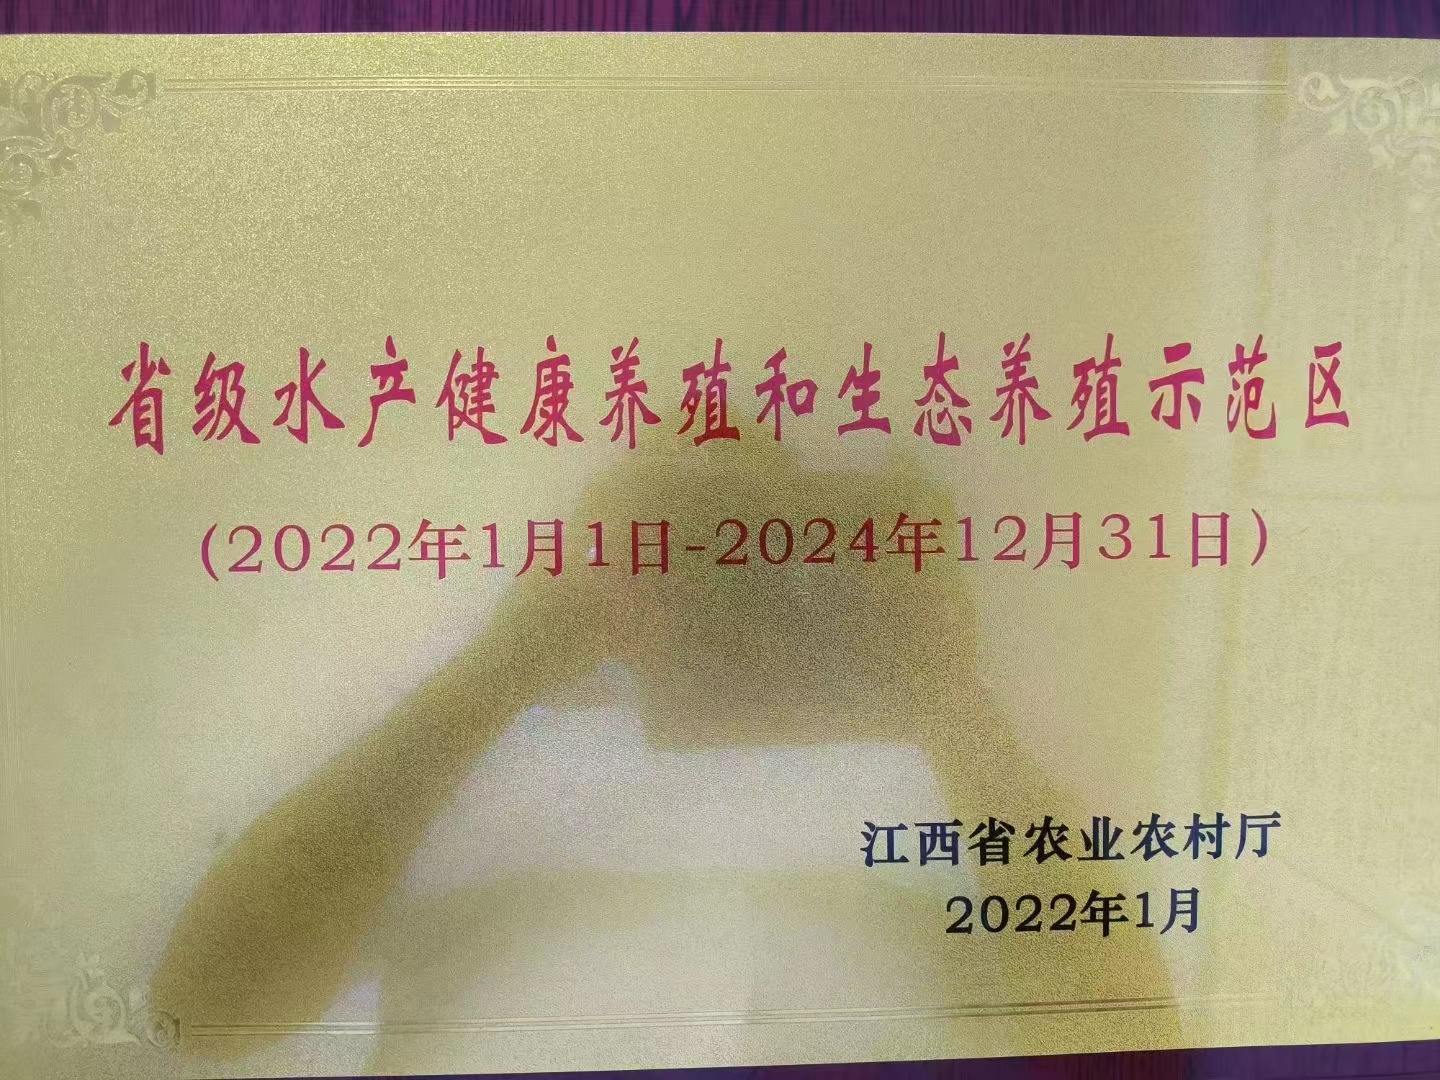 省级水产健康养殖和生态养殖示范区
(2022年1月1日-2024年12月31日)
江西省农业农村厅
2022年1月